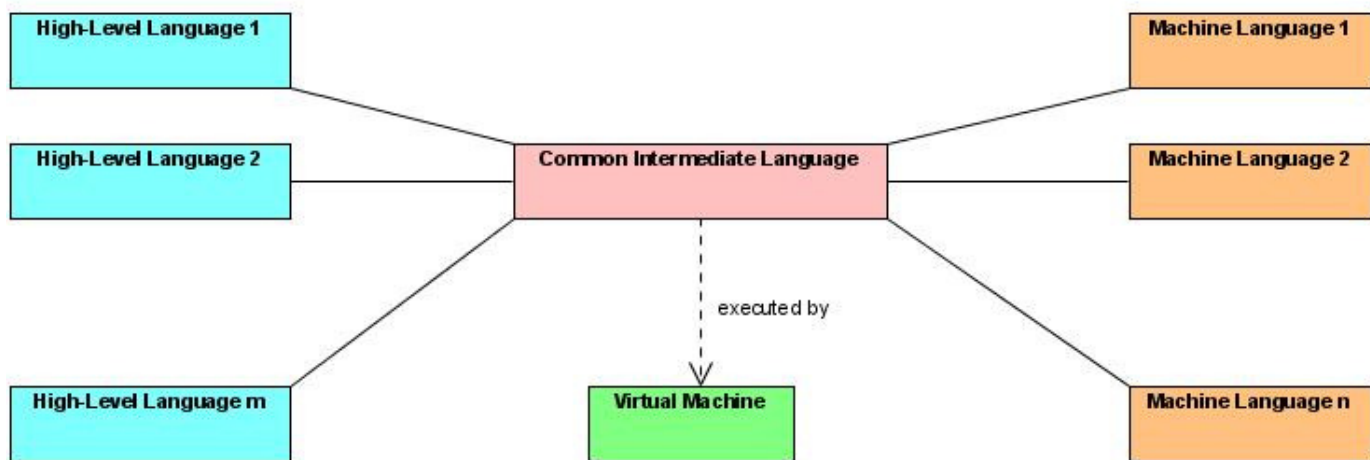 High-Level Language 1
Machine Language 1
High-Level Language 2
Common Intermediate Language
Machine Language 2
executed by
High-Level Language m
Virtual Machine
Machine Language n